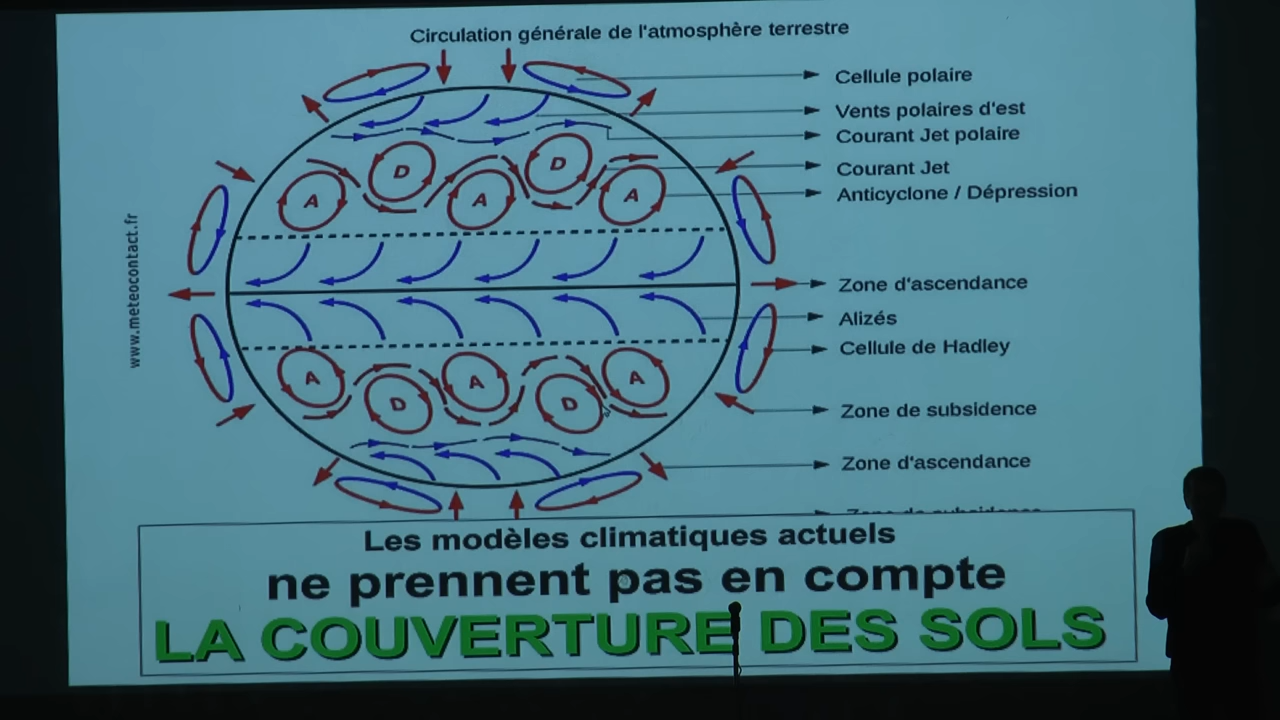 Circulation générale de l'atmosphère terrestre
Cellule polaire
Vents polaires d'est
Courant Jet polaire
Courant Jet
Anticyclone / Dépression
Zone d'ascendance
Alizés
Cellule de Hadley
Zone de subsidence
Zone d'ascendance
Zone de subsidence
www.meteocontact.fr
D
D
A
A
A
A
A
A
D
D
Les modèles climatiques actuels
ne prennent pas en compte
LA COUVERTURE DES SOLS